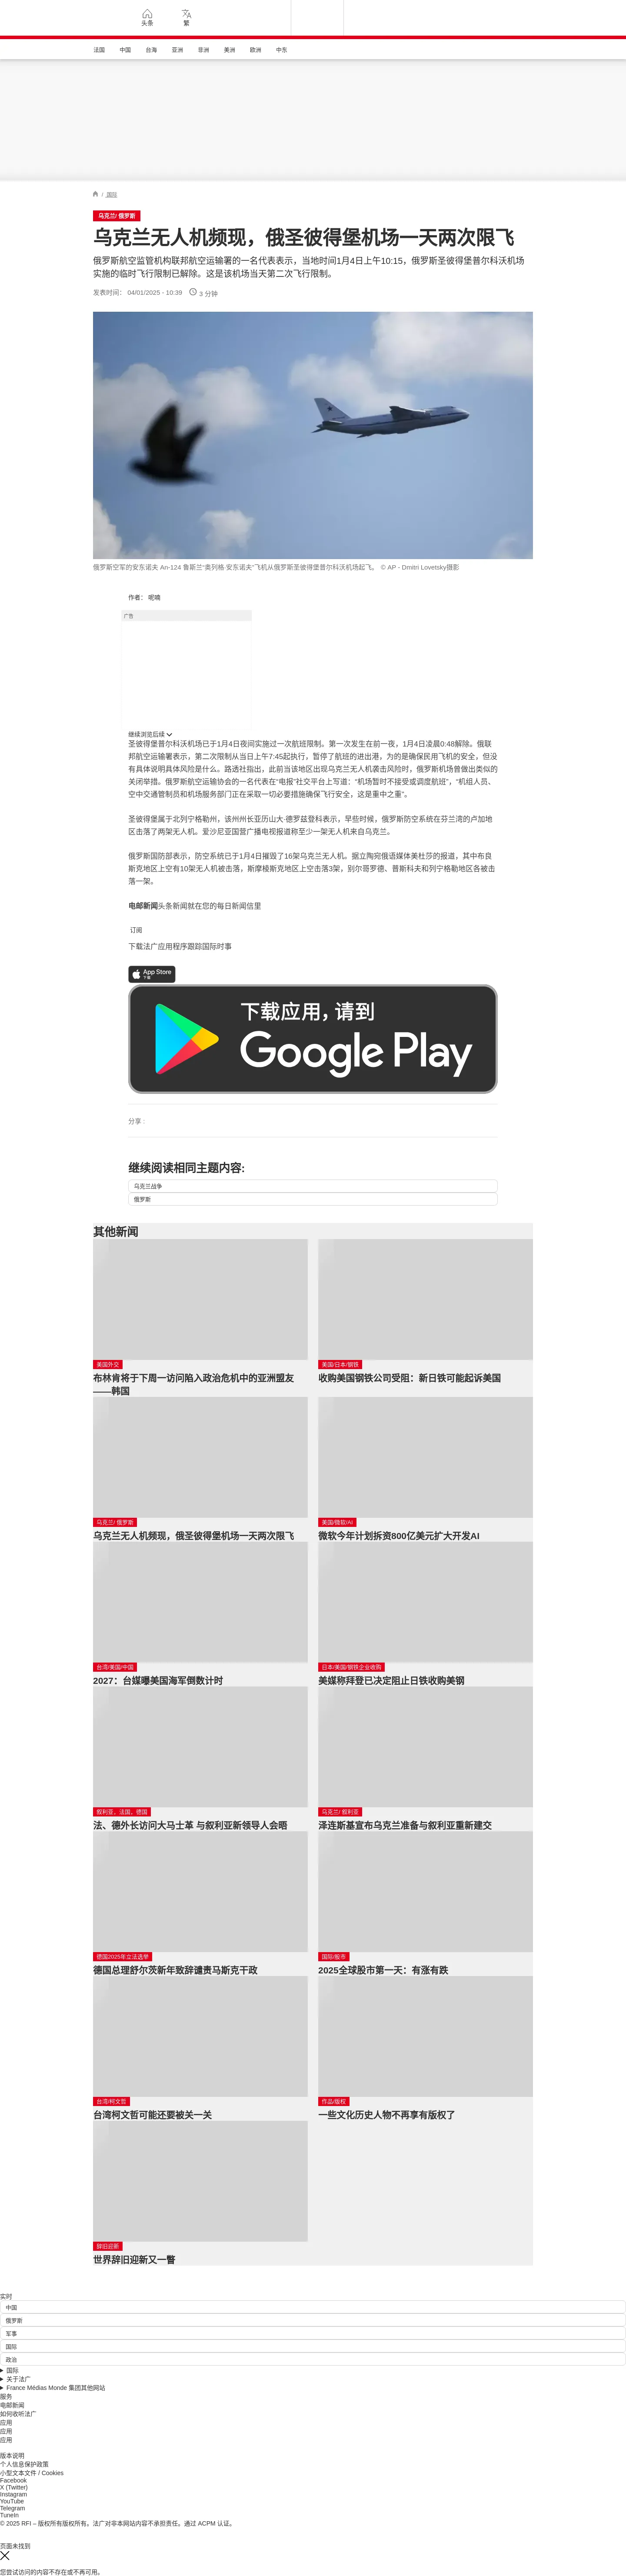 头条
繁
法国 中国 台海 亚洲 非洲 美洲 欧洲 中东
/ 国际
乌克兰/ 俄罗斯
乌克兰无人机频现，俄圣彼得堡机场一天两次限飞
俄罗斯航空监管机构联邦航空运输署的一名代表表示，当地时间1月4日上午10:15，俄罗斯圣彼得堡普尔科沃机场
实施的临时飞行限制已解除。这是该机场当天第二次飞行限制。
发表时间： 04/01/2025 - 10:39 3 分钟
俄罗斯空军的安东诺夫 An-124 鲁斯兰“奥列格·安东诺夫”飞机从俄罗斯圣彼得堡普尔科沃机场起飞。 © AP - Dmitri Lovetsky摄影
作者： 呢喃
广告
继续浏览后续
圣彼得堡普尔科沃机场已于1月4日夜间实施过一次航班限制。第一次发生在前一夜，1月4日凌晨0:48解除。俄联
邦航空运输署表示，第二次限制从当日上午7:45起执行，暂停了航班的进出港，为的是确保民用飞机的安全，但没
有具体说明具体风险是什么。路透社指出，此前当该地区出现乌克兰无人机袭击风险时，俄罗斯机场曾做出类似的
关闭举措。俄罗斯航空运输协会的一名代表在“电报”社交平台上写道：“机场暂时不接受或调度航班”，“机组人员、
空中交通管制员和机场服务部门正在采取一切必要措施确保飞行安全，这是重中之重”。
圣彼得堡属于北列宁格勒州，该州州长亚历山大·德罗兹登科表示，早些时候，俄罗斯防空系统在芬兰湾的卢加地
区击落了两架无人机。爱沙尼亚国营广播电视报道称至少一架无人机来自乌克兰。
俄罗斯国防部表示，防空系统已于1月4日摧毁了16架乌克兰无人机。据立陶宛俄语媒体美杜莎的报道，其中布良
斯克地区上空有10架无人机被击落，斯摩棱斯克地区上空击落3架，别尔哥罗德、普斯科夫和列宁格勒地区各被击
落一架。
电邮新闻头条新闻就在您的每日新闻信里
订阅
下载法广应用程序跟踪国际时事
App Store
下载
下载应用，请到
Google Play
分享 :
继续阅读相同主题内容:
乌克兰战争
俄罗斯
其他新闻
美国外交
布林肯将于下周一访问陷入政治危机中的亚洲盟友
——韩国
美国/日本/钢铁
收购美国钢铁公司受阻：新日铁可能起诉美国
乌克兰/ 俄罗斯
乌克兰无人机频现，俄圣彼得堡机场一天两次限飞
美国/微软/AI
微软今年计划拆资800亿美元扩大开发AI
台湾/美国/中国
2027：台媒曝美国海军倒数计时
日本/美国/钢铁企业收购
美媒称拜登已决定阻止日铁收购美钢
叙利亚，法国，德国
法、德外长访问大马士革 与叙利亚新领导人会晤
乌克兰/ 叙利亚
泽连斯基宣布乌克兰准备与叙利亚重新建交
德国2025年立法选举
德国总理舒尔茨新年致辞谴责马斯克干政
国际/股市
2025全球股市第一天：有涨有跌
台湾/柯文哲
台湾柯文哲可能还要被关一关
作品/版权
一些文化历史人物不再享有版权了
辞旧迎新
世界辞旧迎新又一瞥
实时
中国
俄罗斯
军事
国际
政治
国际
关于法广
France Médias Monde 集团其他网站
服务
电邮新闻
如何收听法广
应用
应用
应用
版本说明
个人信息保护政策
小型文本文件 / Cookies
Facebook
X (Twitter)
Instagram
YouTube
Telegram
TuneIn
© 2025 RFI – 版权所有版权所有。法广对非本网站内容不承担责任。通过 ACPM 认证。
页面未找到
您尝试访问的内容不存在或不再可用。